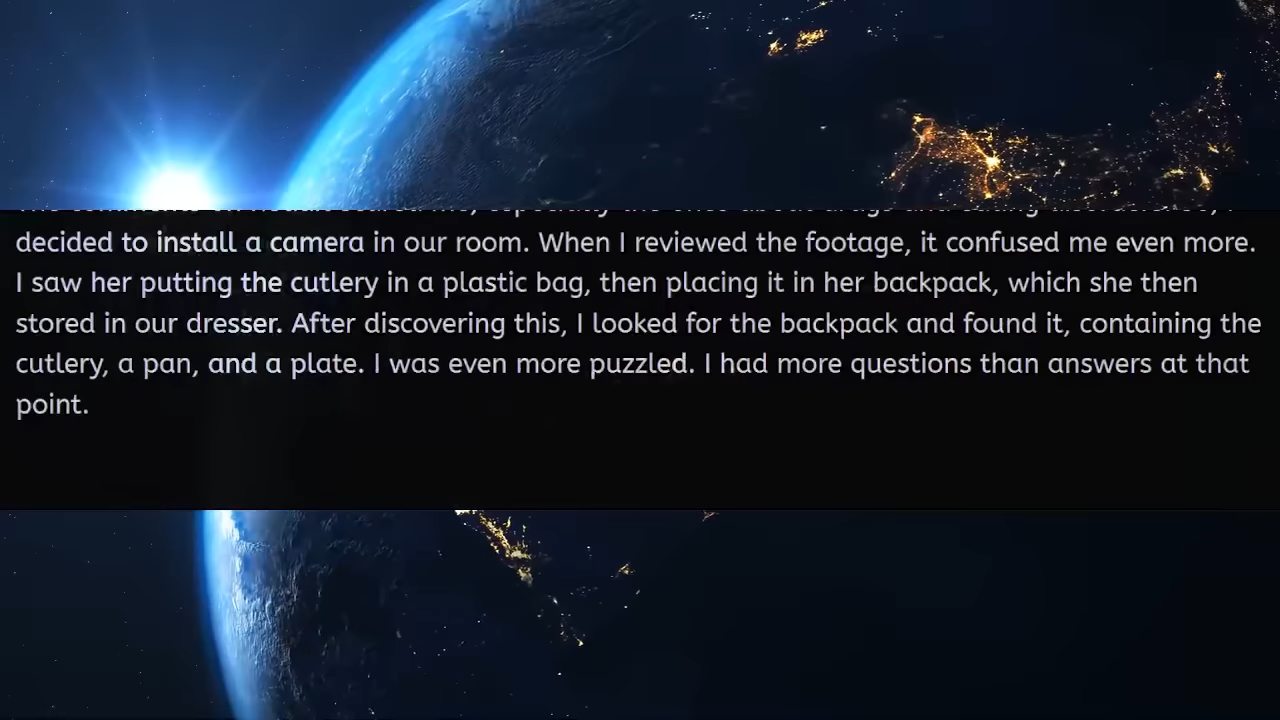 decided to install a camera in our room. When I reviewed the footage, it confused me even more.
I saw her putting the cutlery in a plastic bag, then placing it in her backpack, which she then
stored in our dresser. After discovering this, I looked for the backpack and found it, containing the
cutlery, a pan, and a plate. I was even more puzzled. I had more questions than answers at that
point.